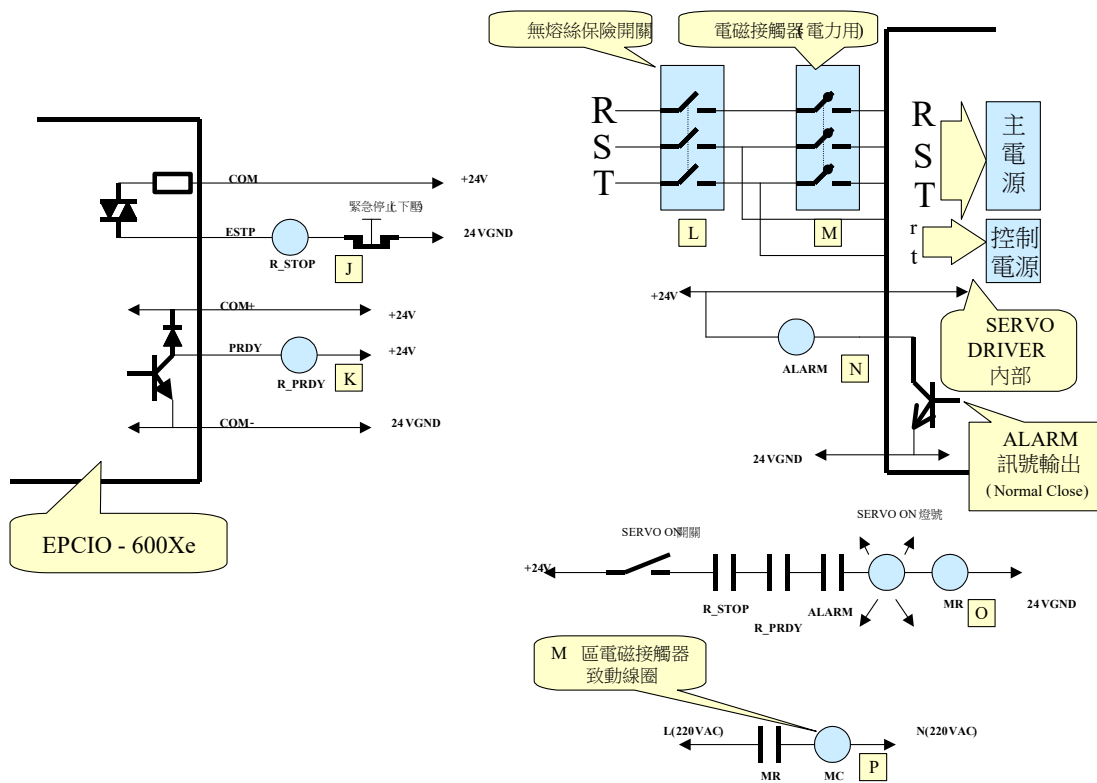 無熔絲保險開關
電磁接觸器(電力用)
R
S
T
L
M
R
S
T
r
t
主電源
控制電源
COM
+24V
緊急停止(下壓)
ESTP
24VGND
R_STOP
J
COM+
+24V
PRDY
+24V
R_PRDY
K
COM-
24VGND
EPCIO - 600Xe
+24V
SERVO
DRIVER
內部
ALARM
N
24VGND
ALARM
訊號輸出
(Normal Close)
SERVO ON開關
SERVO ON 燈號
+24V
R_STOP
R_PRDY
ALARM
MR
O
24VGND
M 區電磁接觸器
致動線圈
L(220VAC)
N(220VAC)
MR
MC
P